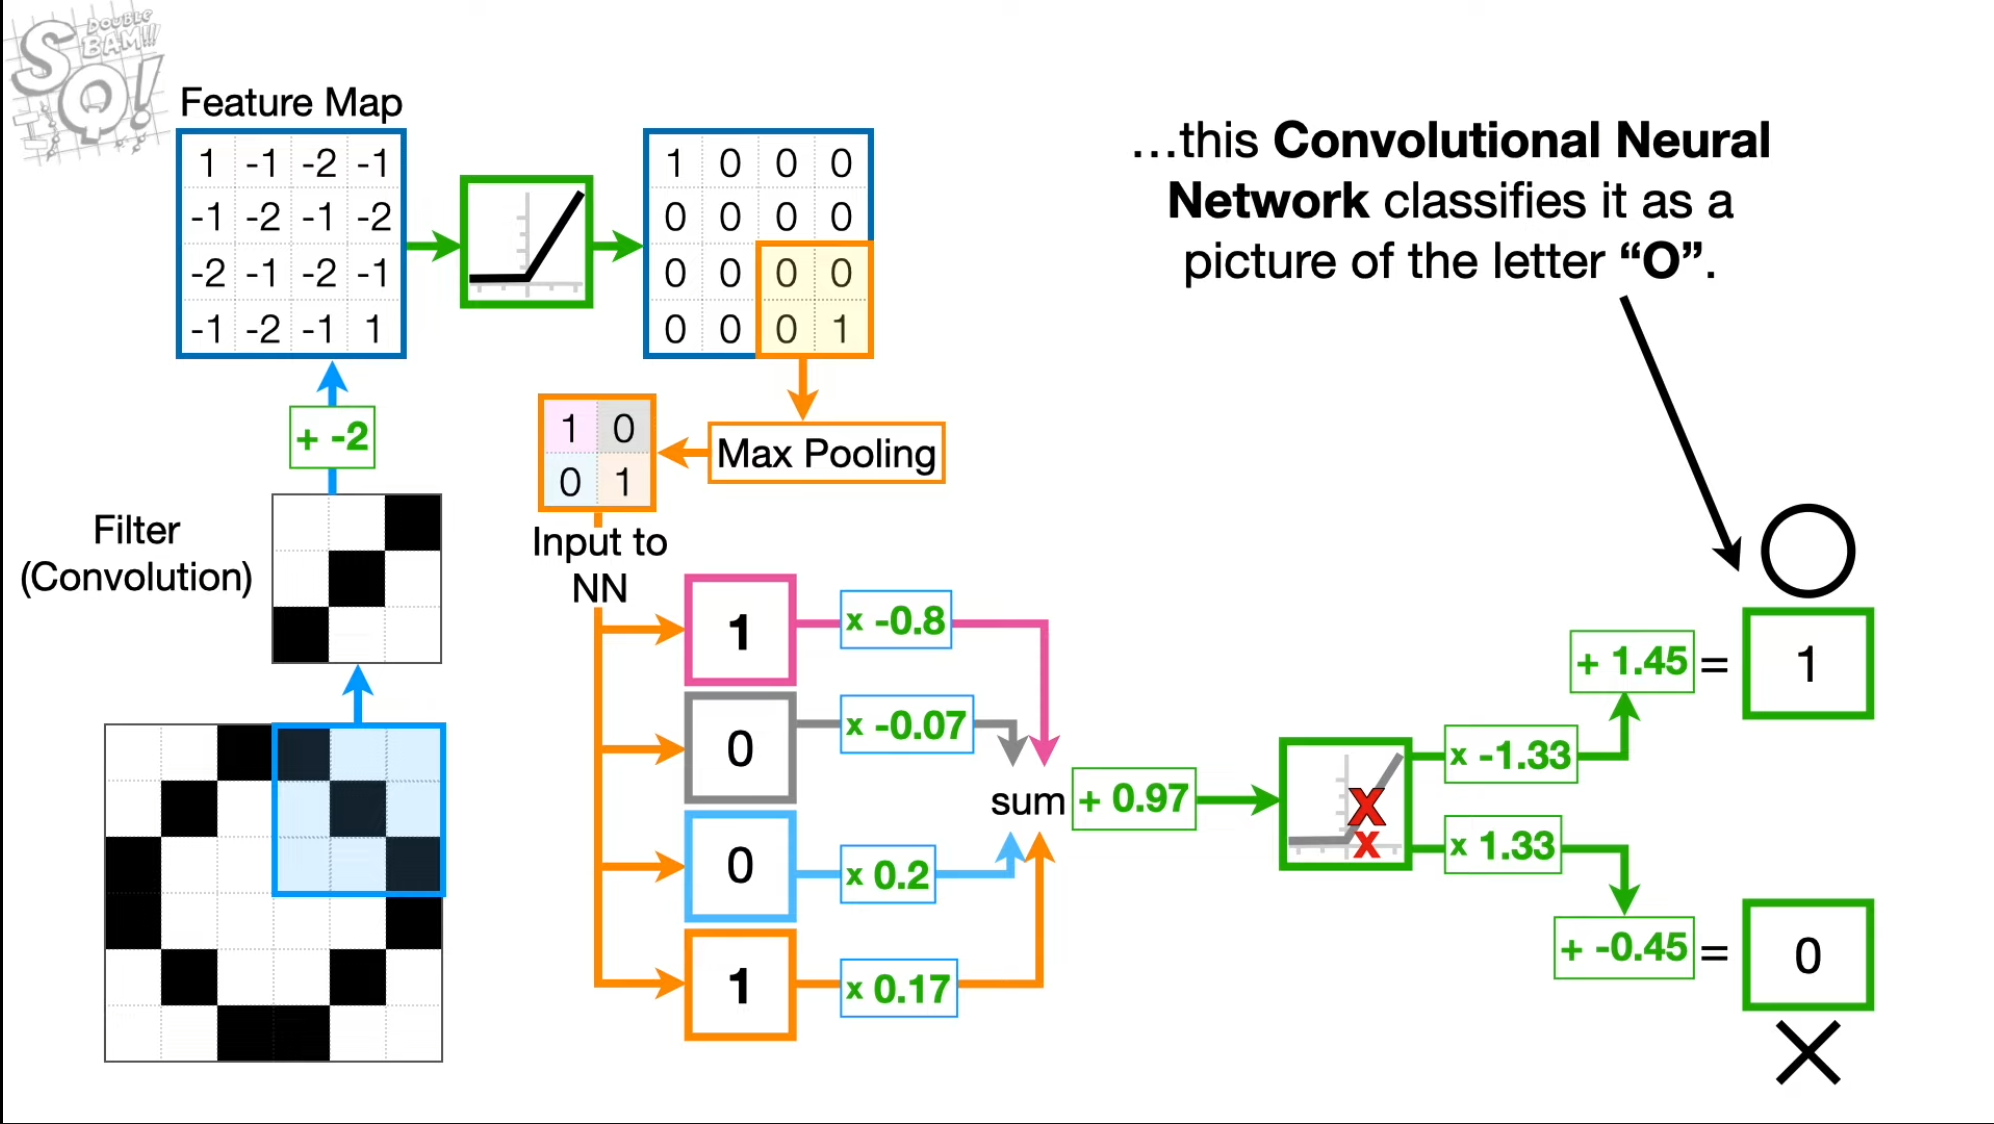 DOUBLE
BAM!!!
SQ!
Feature Map
1 -1 -2 -1
-1 -2 -1 -2
-2 -1 -2 -1
-1 -2 -1 1
1 0 0 0
0 0 0 0
0 0 0 0
0 0 0 1
…this Convolutional Neural
Network classifies it as a
picture of the letter “O”.
+ -2
1 0
0 1
Max Pooling
Filter
(Convolution)
Input to
NN
1
x -0.8
0
x -0.07
0
x 0.2
1
x 0.17
sum
+ 0.97
x -1.33
+ 1.45 =
1
x 1.33
+ -0.45 =
0